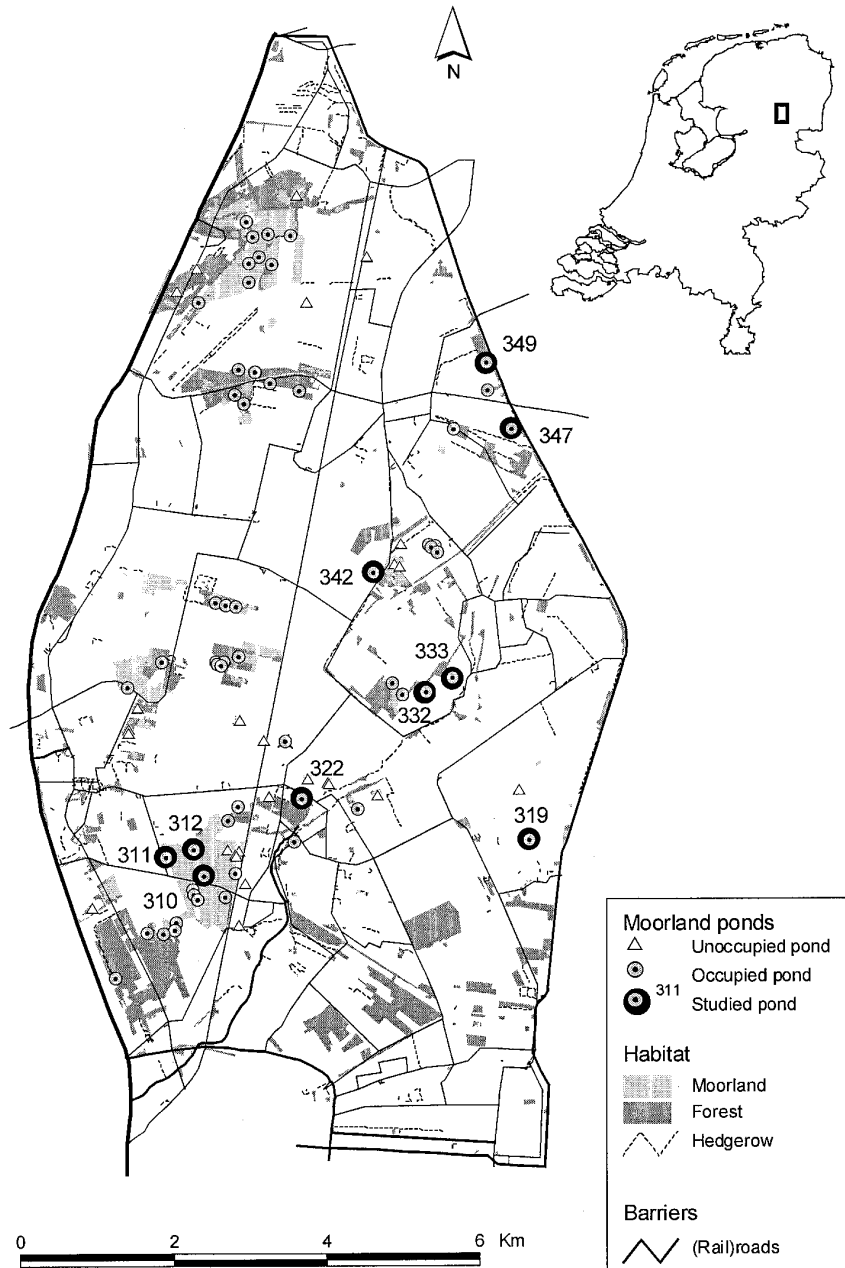 N
349
347
342
333
332
322
319
312
311
310
Moorland ponds
Unoccupied pond
Occupied pond
311 Studied pond
Habitat
Moorland
Forest
Hedgerow
Barriers
(Rail)roads
0 2 4 6 Km